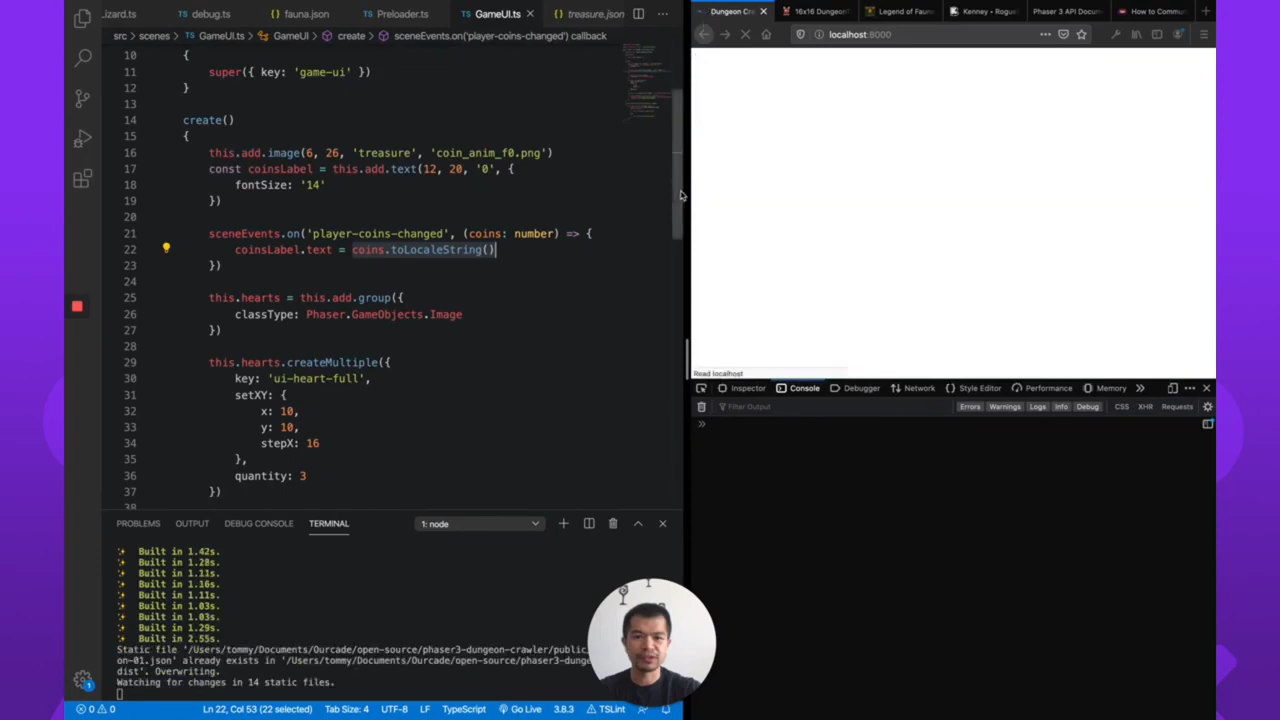 .izard.ts
debug.ts
fauna.json
Preloader.ts
GameUI.ts
treasure.json
src > scenes > GameUI.ts > GameUI > create > sceneEvents.on('player-coins-changed') callback
10 {
11 super({ key: 'game-ui' })
12 }
13
14 create()
15 {
16 this.add.image(6, 26, 'treasure', 'coin_anim_f0.png')
17 const coinsLabel = this.add.text(12, 20, '0', {
18 fontSize: '14'
19 })
20
21 sceneEvents.on('player-coins-changed', (coins: number) => {
22 coinsLabel.text = coins.toLocaleString()
23 })
24
25 this.hearts = this.add.group({
26 classType: Phaser.GameObjects.Image
27 })
28
29 this.hearts.createMultiple({
30 key: 'ui-heart-full',
31 setXY: {
32 x: 10,
33 y: 10,
34 stepX: 16
35 },
36 quantity: 3
37 })
38
PROBLEMS OUTPUT DEBUG CONSOLE TERMINAL 1: node
Built in 1.42s.
Built in 1.28s.
Built in 1.11s.
Built in 1.16s.
Built in 1.11s.
Built in 1.03s.
Built in 1.03s.
Built in 1.29s.
Built in 2.55s.
Static file '/Users/tommy/Documents/Ourcade/open-source/phaser3-dungeon-crawler/public
on-01.json' already exists in '/Users/tommy/Documents/Ourcade/open-source/phaser3-dunge
dist'. Overwriting.
Watching for changes in 14 static files.
1
0 0 Ln 22, Col 53 (22 selected) Tab Size: 4 UTF-8 LF TypeScript Go Live 3.8.3 TSLint
Dungeon Cra
16x16 Dungeon
Legend of Faun
Kenney • Rogue
Phaser 3 API Docum
How to Commu
localhost:8000
Read localhost
Inspector Console Debugger Network Style Editor Performance Memory
Filter Output Errors Warnings Logs Info Debug CSS XHR Requests